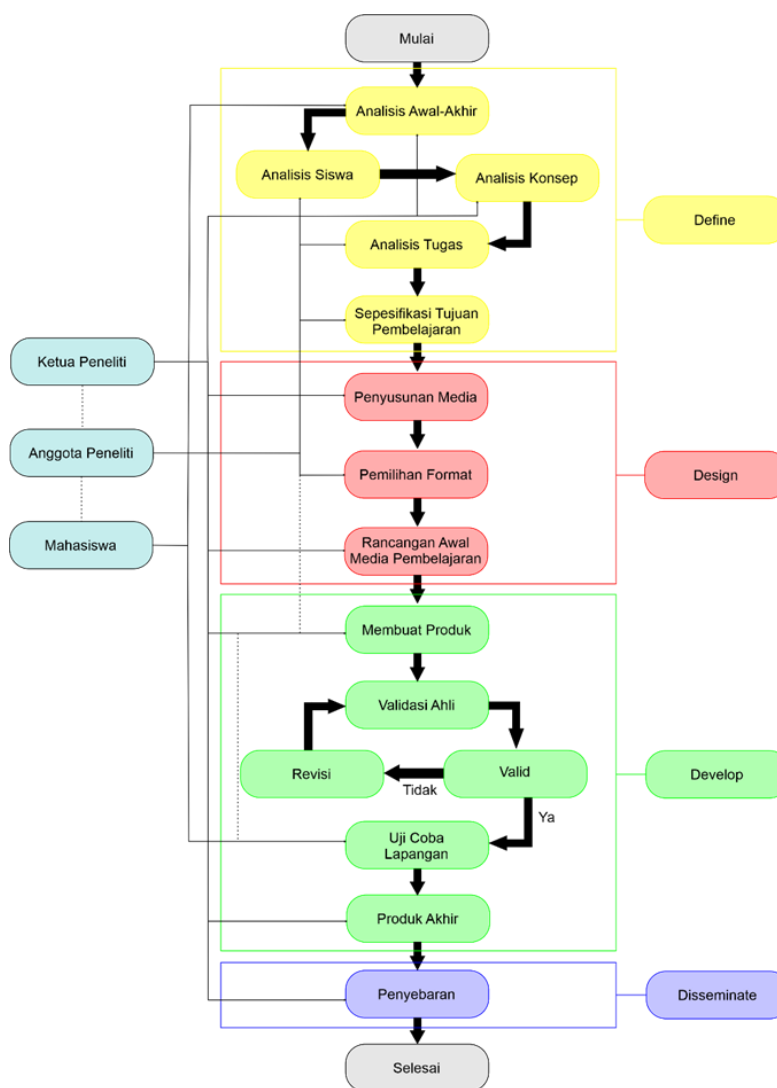 Mulai
Analisis Awal-Akhir
Analisis Siswa
Analisis Konsep
Define
Analisis Tugas
Sepesifikasi Tujuan
Pembelajaran
Ketua Peneliti
Penyusunan Media
Anggota Peneliti
Pemilihan Format
Design
Mahasiswa
Rancangan Awal
Media Pembelajaran
Membuat Produk
Validasi Ahli
Revisi
Tidak
Valid
Develop
Ya
Uji Coba
Lapangan
Produk Akhir
Penyebaran
Disseminate
Selesai